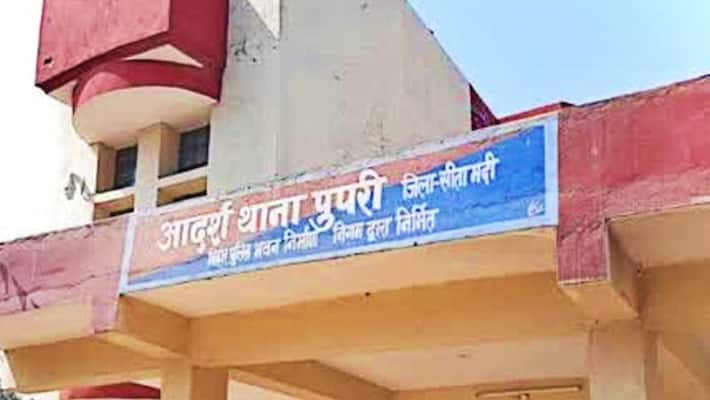 आदर्श थाना पुपरी जिला-सीतामढी
बिहार पुलिस भवन निर्माण निगम द्वारा निर्मित